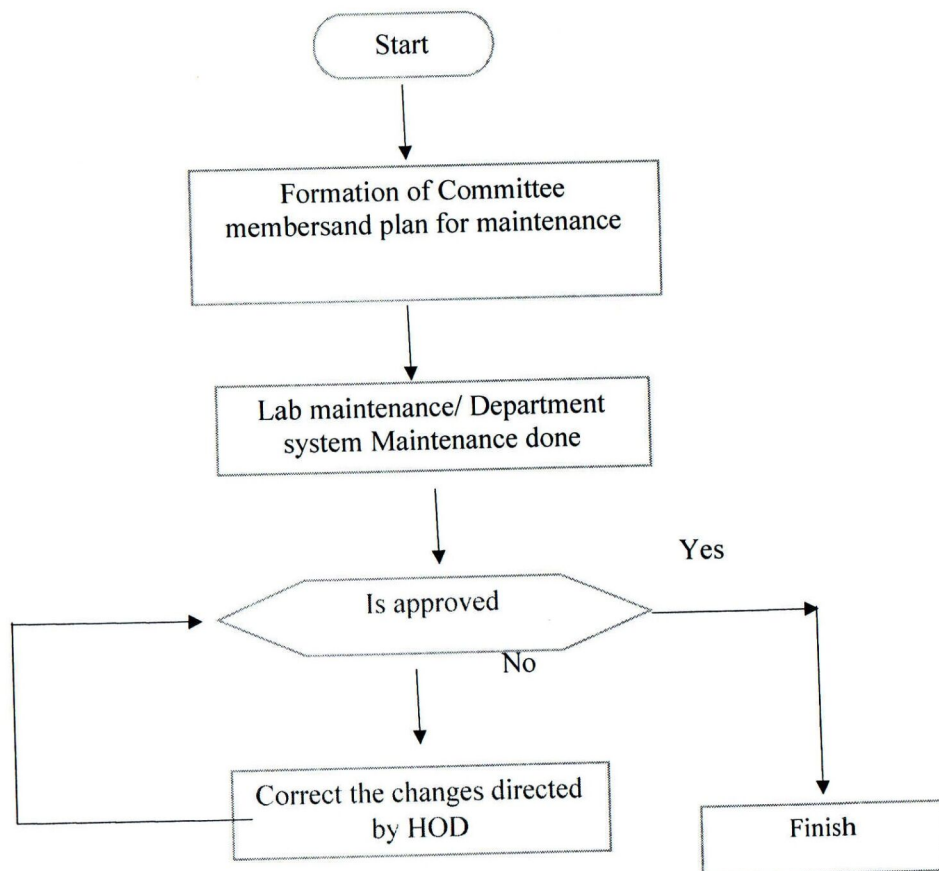 Start
Formation of Committee
membersand plan for maintenance
Lab maintenance/ Department
system Maintenance done
Yes
Is approved
No
Correct the changes directed
by HOD
Finish